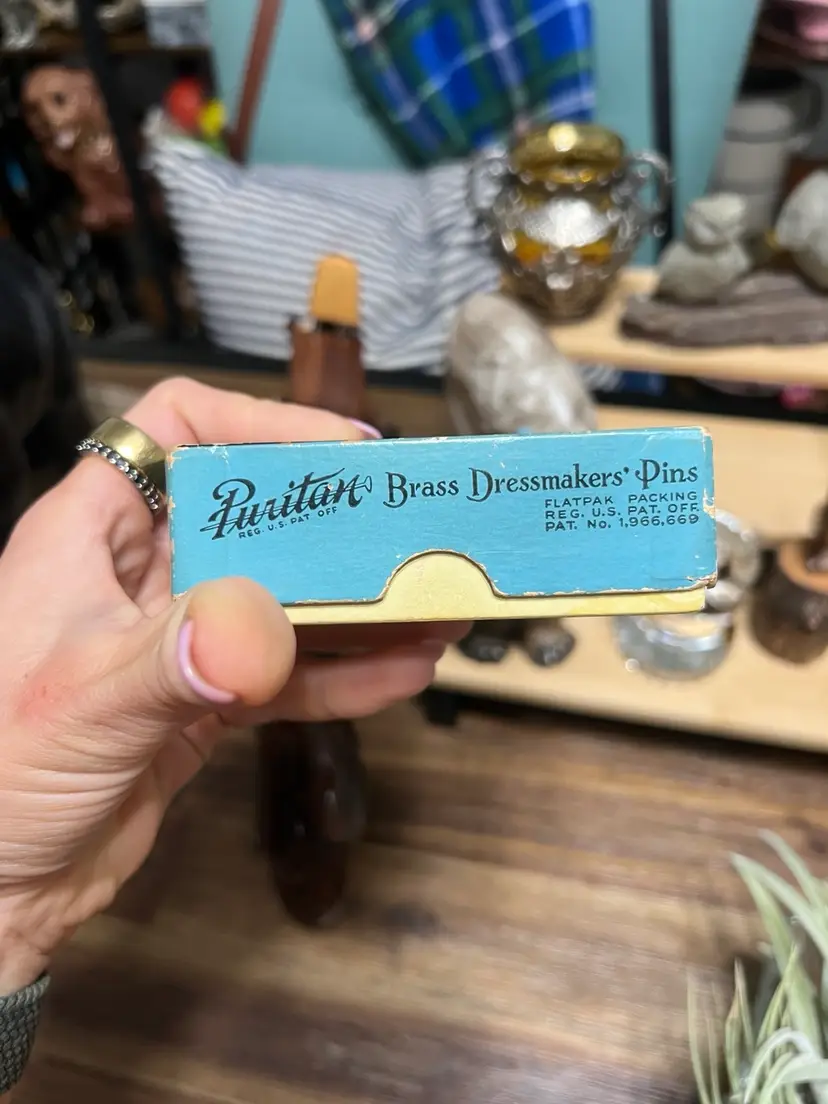 Puritan Brass Dressmakers' Pins
REG. U.S. PAT OFF
FLATPAK PACKING
REG. U.S. PAT. OFF.
PAT. No. 1,966,669